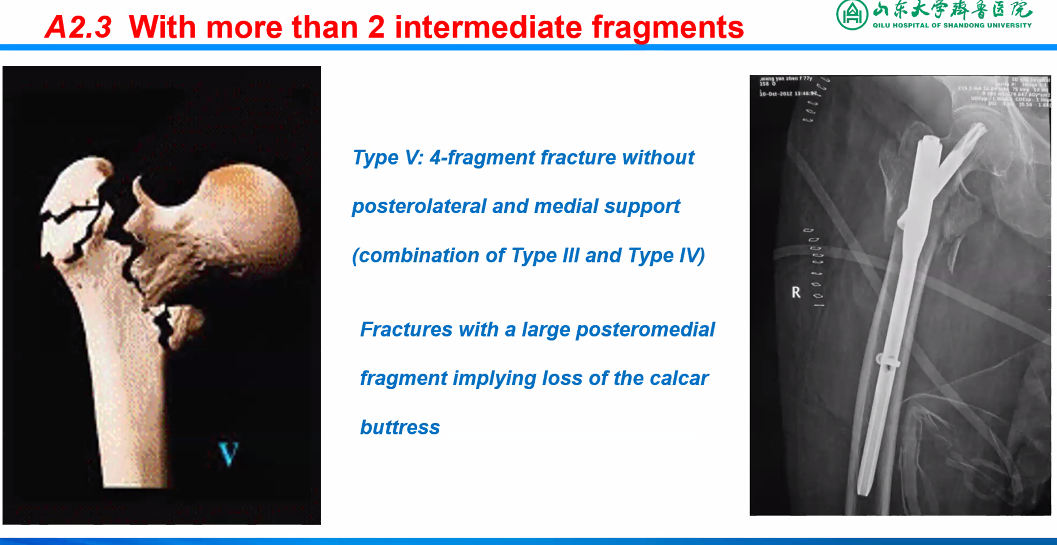 A2.3 With more than 2 intermediate fragments
山东大学齊鲁医院
QILU HOSPITAL OF SHANDONG UNIVERSITY
Type V: 4-fragment fracture without
posterolateral and medial support
(combination of Type III and Type IV)
Fractures with a large posteromedial
fragment implying loss of the calcar
buttress
V
R